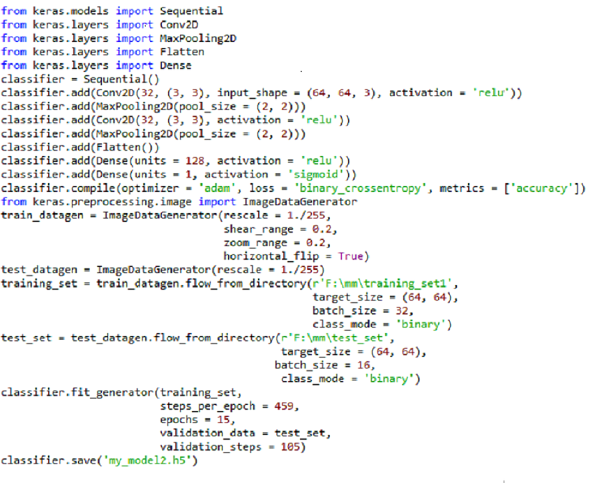 from keras.models import Sequential
from keras.layers import Conv2D
from keras.layers import MaxPooling2D
from keras.layers import Flatten
from keras.layers import Dense
classifier = Sequential()
classifier.add(Conv2D(32, (3, 3), input_shape = (64, 64, 3), activation = 'relu'))
classifier.add(MaxPooling2D(pool_size = (2, 2)))
classifier.add(Conv2D(32, (3, 3), activation = 'relu'))
classifier.add(MaxPooling2D(pool_size = (2, 2)))
classifier.add(Flatten())
classifier.add(Dense(units = 128, activation = 'relu'))
classifier.add(Dense(units = 1, activation = 'sigmoid'))
classifier.compile(optimizer = 'adam', loss = 'binary_crossentropy', metrics = ['accuracy'])
from keras.preprocessing.image import ImageDataGenerator
train_datagen = ImageDataGenerator(rescale = 1./255,
shear_range = 0.2,
zoom_range = 0.2,
horizontal_flip = True)
test_datagen = ImageDataGenerator(rescale = 1./255)
training_set = train_datagen.flow_from_directory(r'F:\mm\training_set1',
target_size = (64, 64),
batch_size = 32,
class_mode = 'binary')
test_set = test_datagen.flow_from_directory(r'F:\mm\test_set',
target_size = (64, 64),
batch_size = 16,
class_mode = 'binary')
classifier.fit_generator(training_set,
steps_per_epoch = 459,
epochs = 15,
validation_data = test_set,
validation_steps = 105)
classifier.save('my_model2.h5')